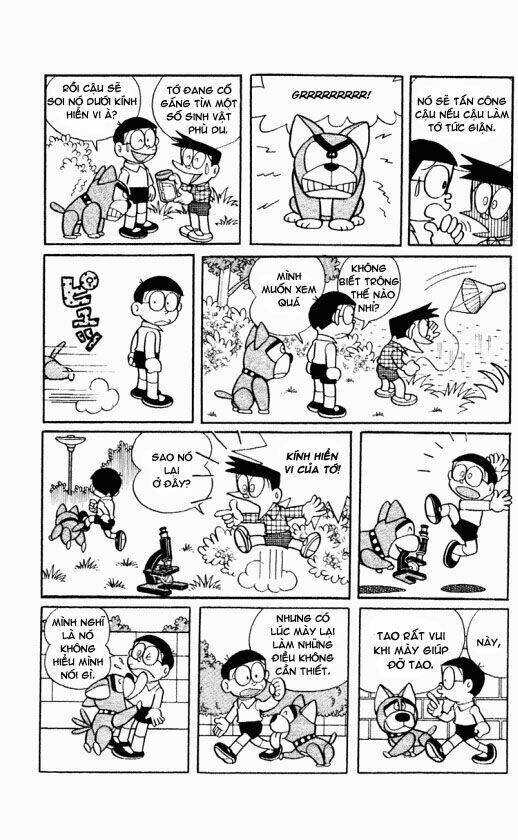 NÓ SẼ TẤN CÔNG
CẬU NẾU CẬU LÀM
TỚ TỨC GIẬN.
GRRRRRRRRR!
TỚ ĐANG CỐ
GẮNG TÌM MỘT
SỐ SINH VẬT
PHÙ DU.
RỒI CẬU SẼ
SOI NÓ DƯỚI KÍNH
HIỂN VI À?
KHÔNG
BIẾT TRÔNG
THẾ NÀO
NHỈ?
MÌNH
MUỐN XEM
QUÁ
KÍNH HIỂN
VI CỦA TỚ!
SAO NÓ
LẠI
Ở ĐÂY?
NÀY,
TAO RẤT VUI
KHI MÀY GIÚP
ĐỠ TAO.
NHƯNG CÓ
LÚC MÀY LẠI
LÀM NHỮNG
ĐIỀU KHÔNG
CẦN THIẾT.
MÌNH NGHĨ
LÀ NÓ KHÔNG
HIỂU MÌNH
NÓI GÌ.